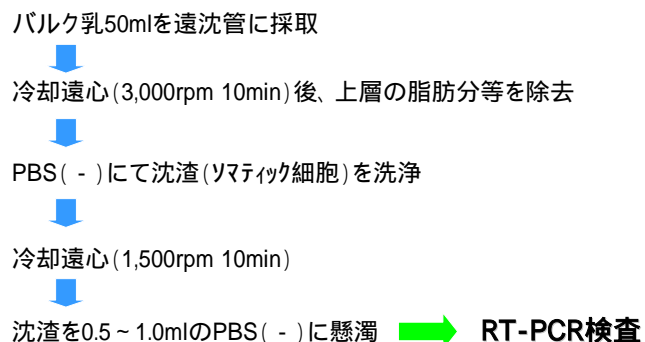 バルク乳50mlを遠沈管に採取
冷却遠心(3,000rpm 10min)後、上層の脂肪分等を除去
PBS( - )にて沈渣(ソマティック細胞)を洗浄
冷却遠心(1,500rpm 10min)
沈渣を0.5~1.0mlのPBS( - )に懸濁 RT-PCR検査